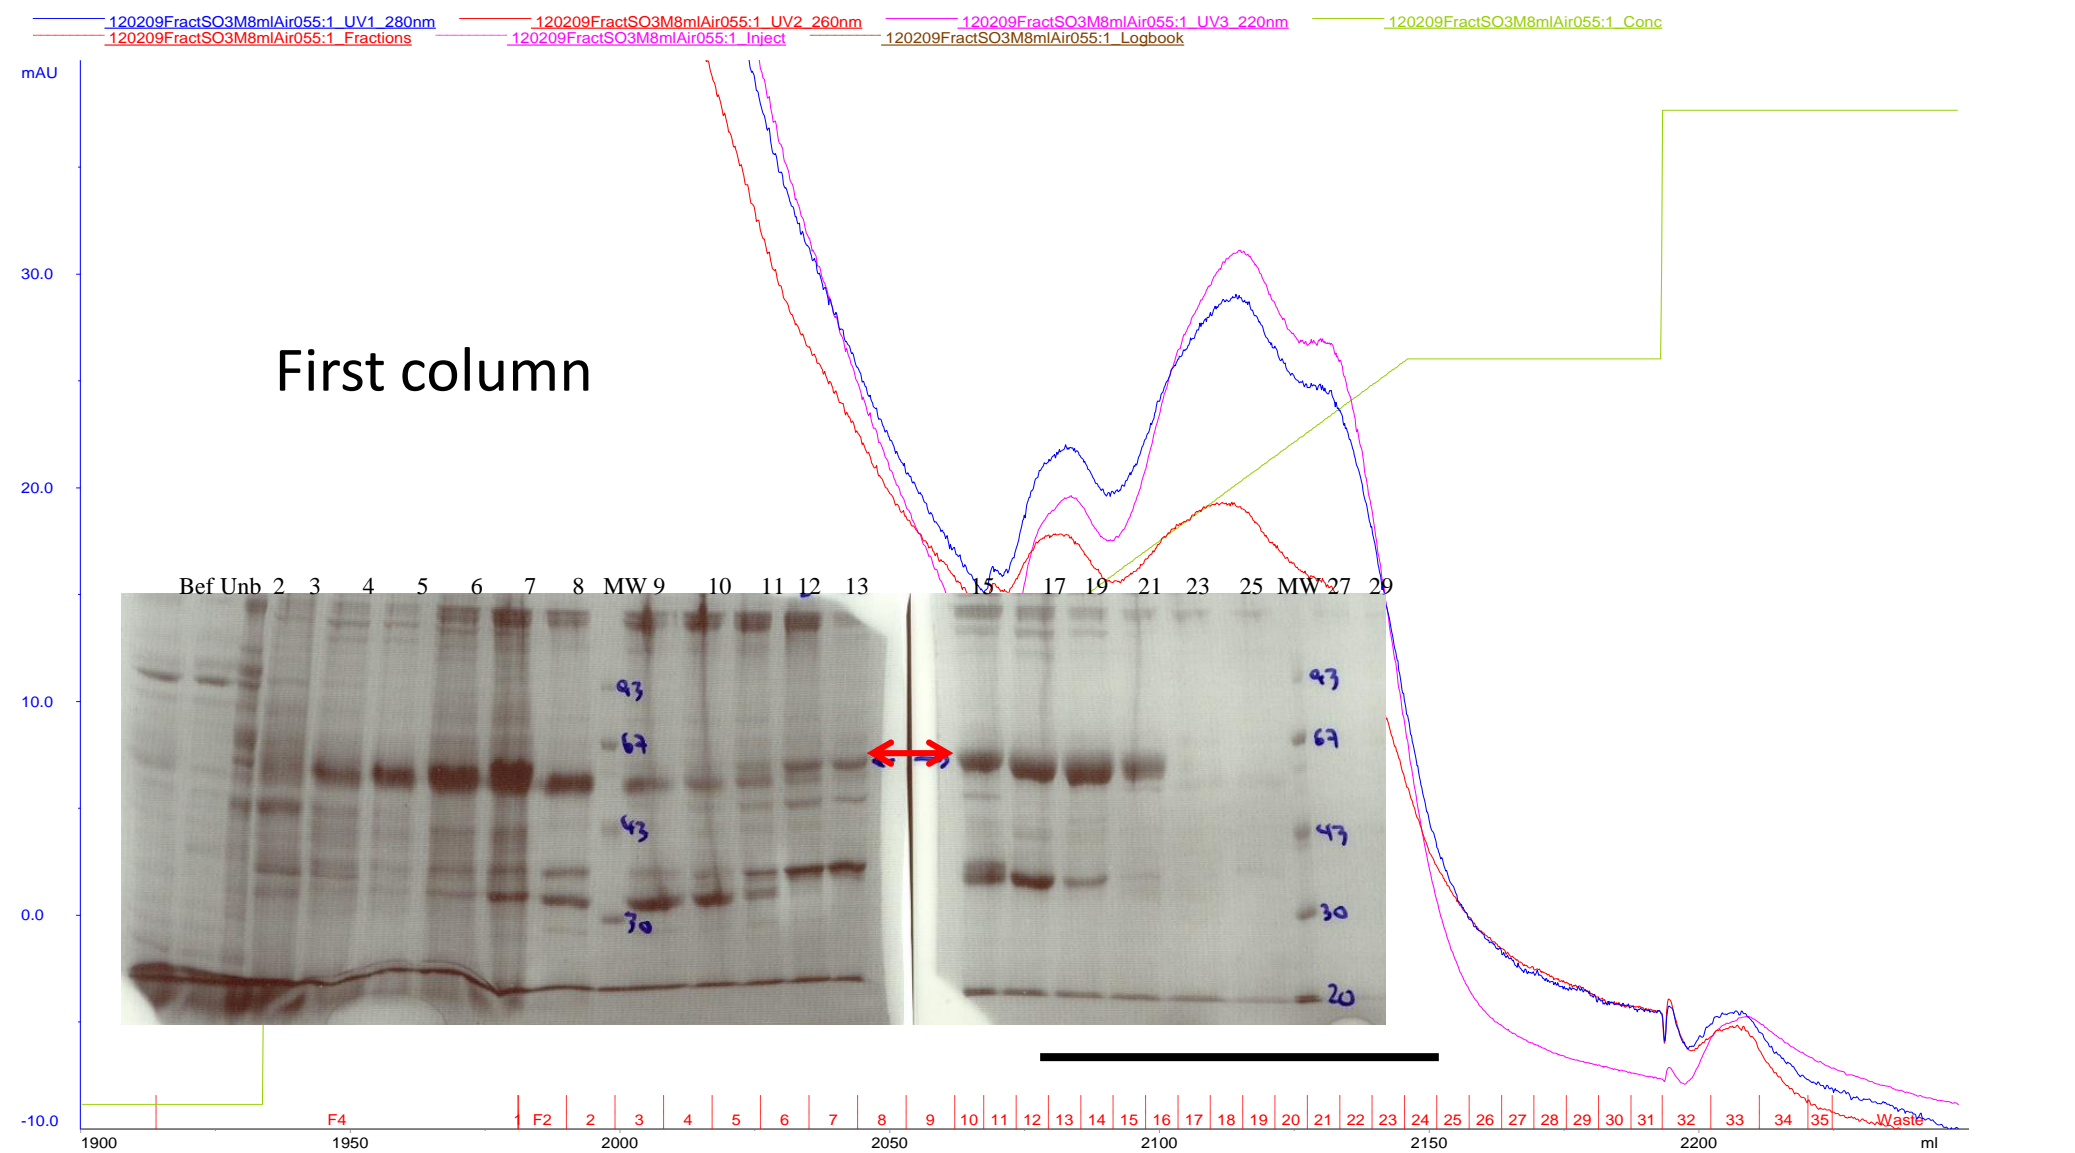 120209FractSO3M8mlAir055:1_UV1_280nm 120209FractSO3M8mlAir055:1_UV2_260nm 120209FractSO3M8mlAir055:1_UV3_220nm 120209FractSO3M8mlAir055:1_Conc
120209FractSO3M8mlAir055:1_Fractions 120209FractSO3M8mlAir055:1_Inject 120209FractSO3M8mlAir055:1_Logbook
mAU
30.0
First column
20.0
Bef Unb 2 3 4 5 6 7 8 MW 9 10 11 12 13 15 17 19 21 23 25 MW 27 29
93 93
10.0
67 67
43 43
0.0
30 30
20
-10.0
F4 1 F2 2 3 4 5 6 7 8 9 10 11 12 13 14 15 16 17 18 19 20 21 22 23 24 25 26 27 28 29 30 31 32 33 34 35 Waste
1900 1950 2000 2050 2100 2150 2200 ml